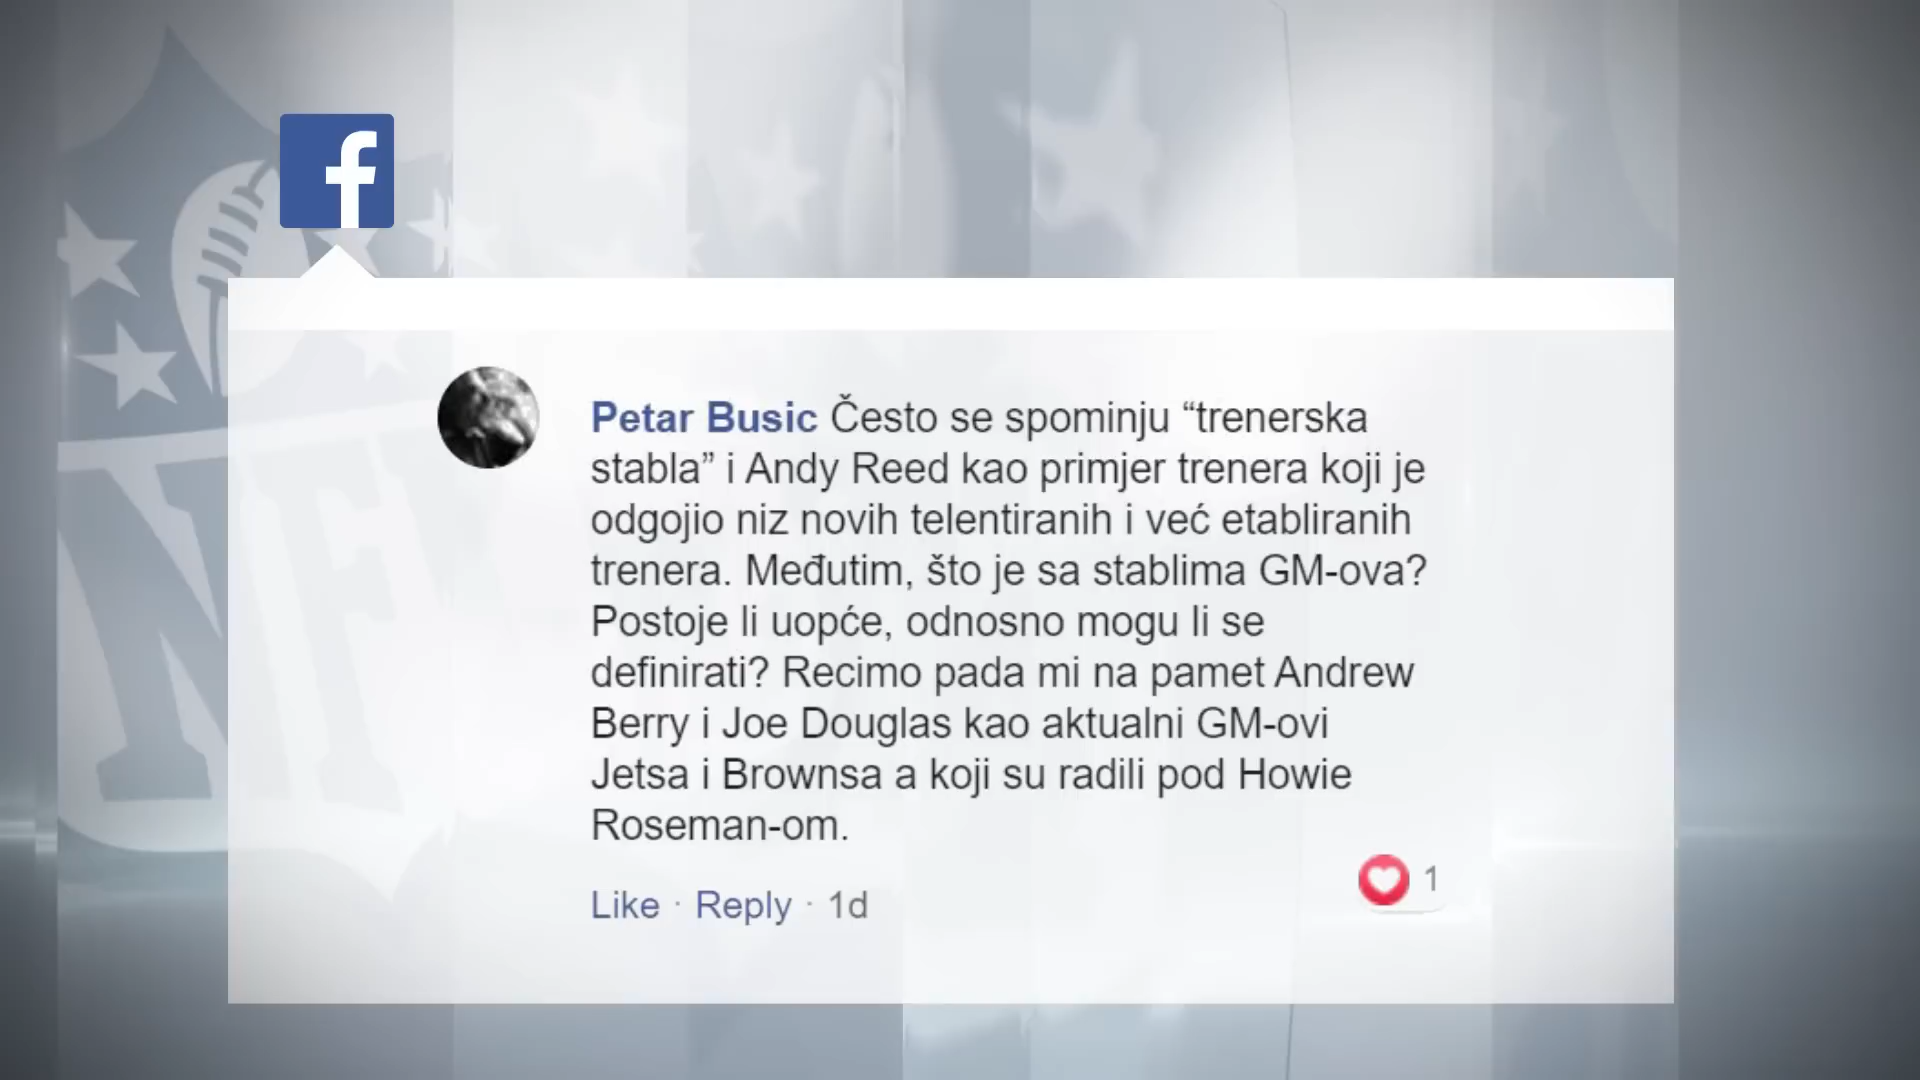 f
Petar Busic Često se spominju “trenerska
stabla” i Andy Reed kao primjer trenera koji je
odgojio niz novih telentiranih i već etabliranih
trenera. Međutim, što je sa stablima GM-ova?
Postoje li uopće, odnosno mogu li se
definirati? Recimo pada mi na pamet Andrew
Berry i Joe Douglas kao aktualni GM-ovi
Jetsa i Brownsa a koji su radili pod Howie
Roseman-om.
1
Like · Reply · 1d
NF